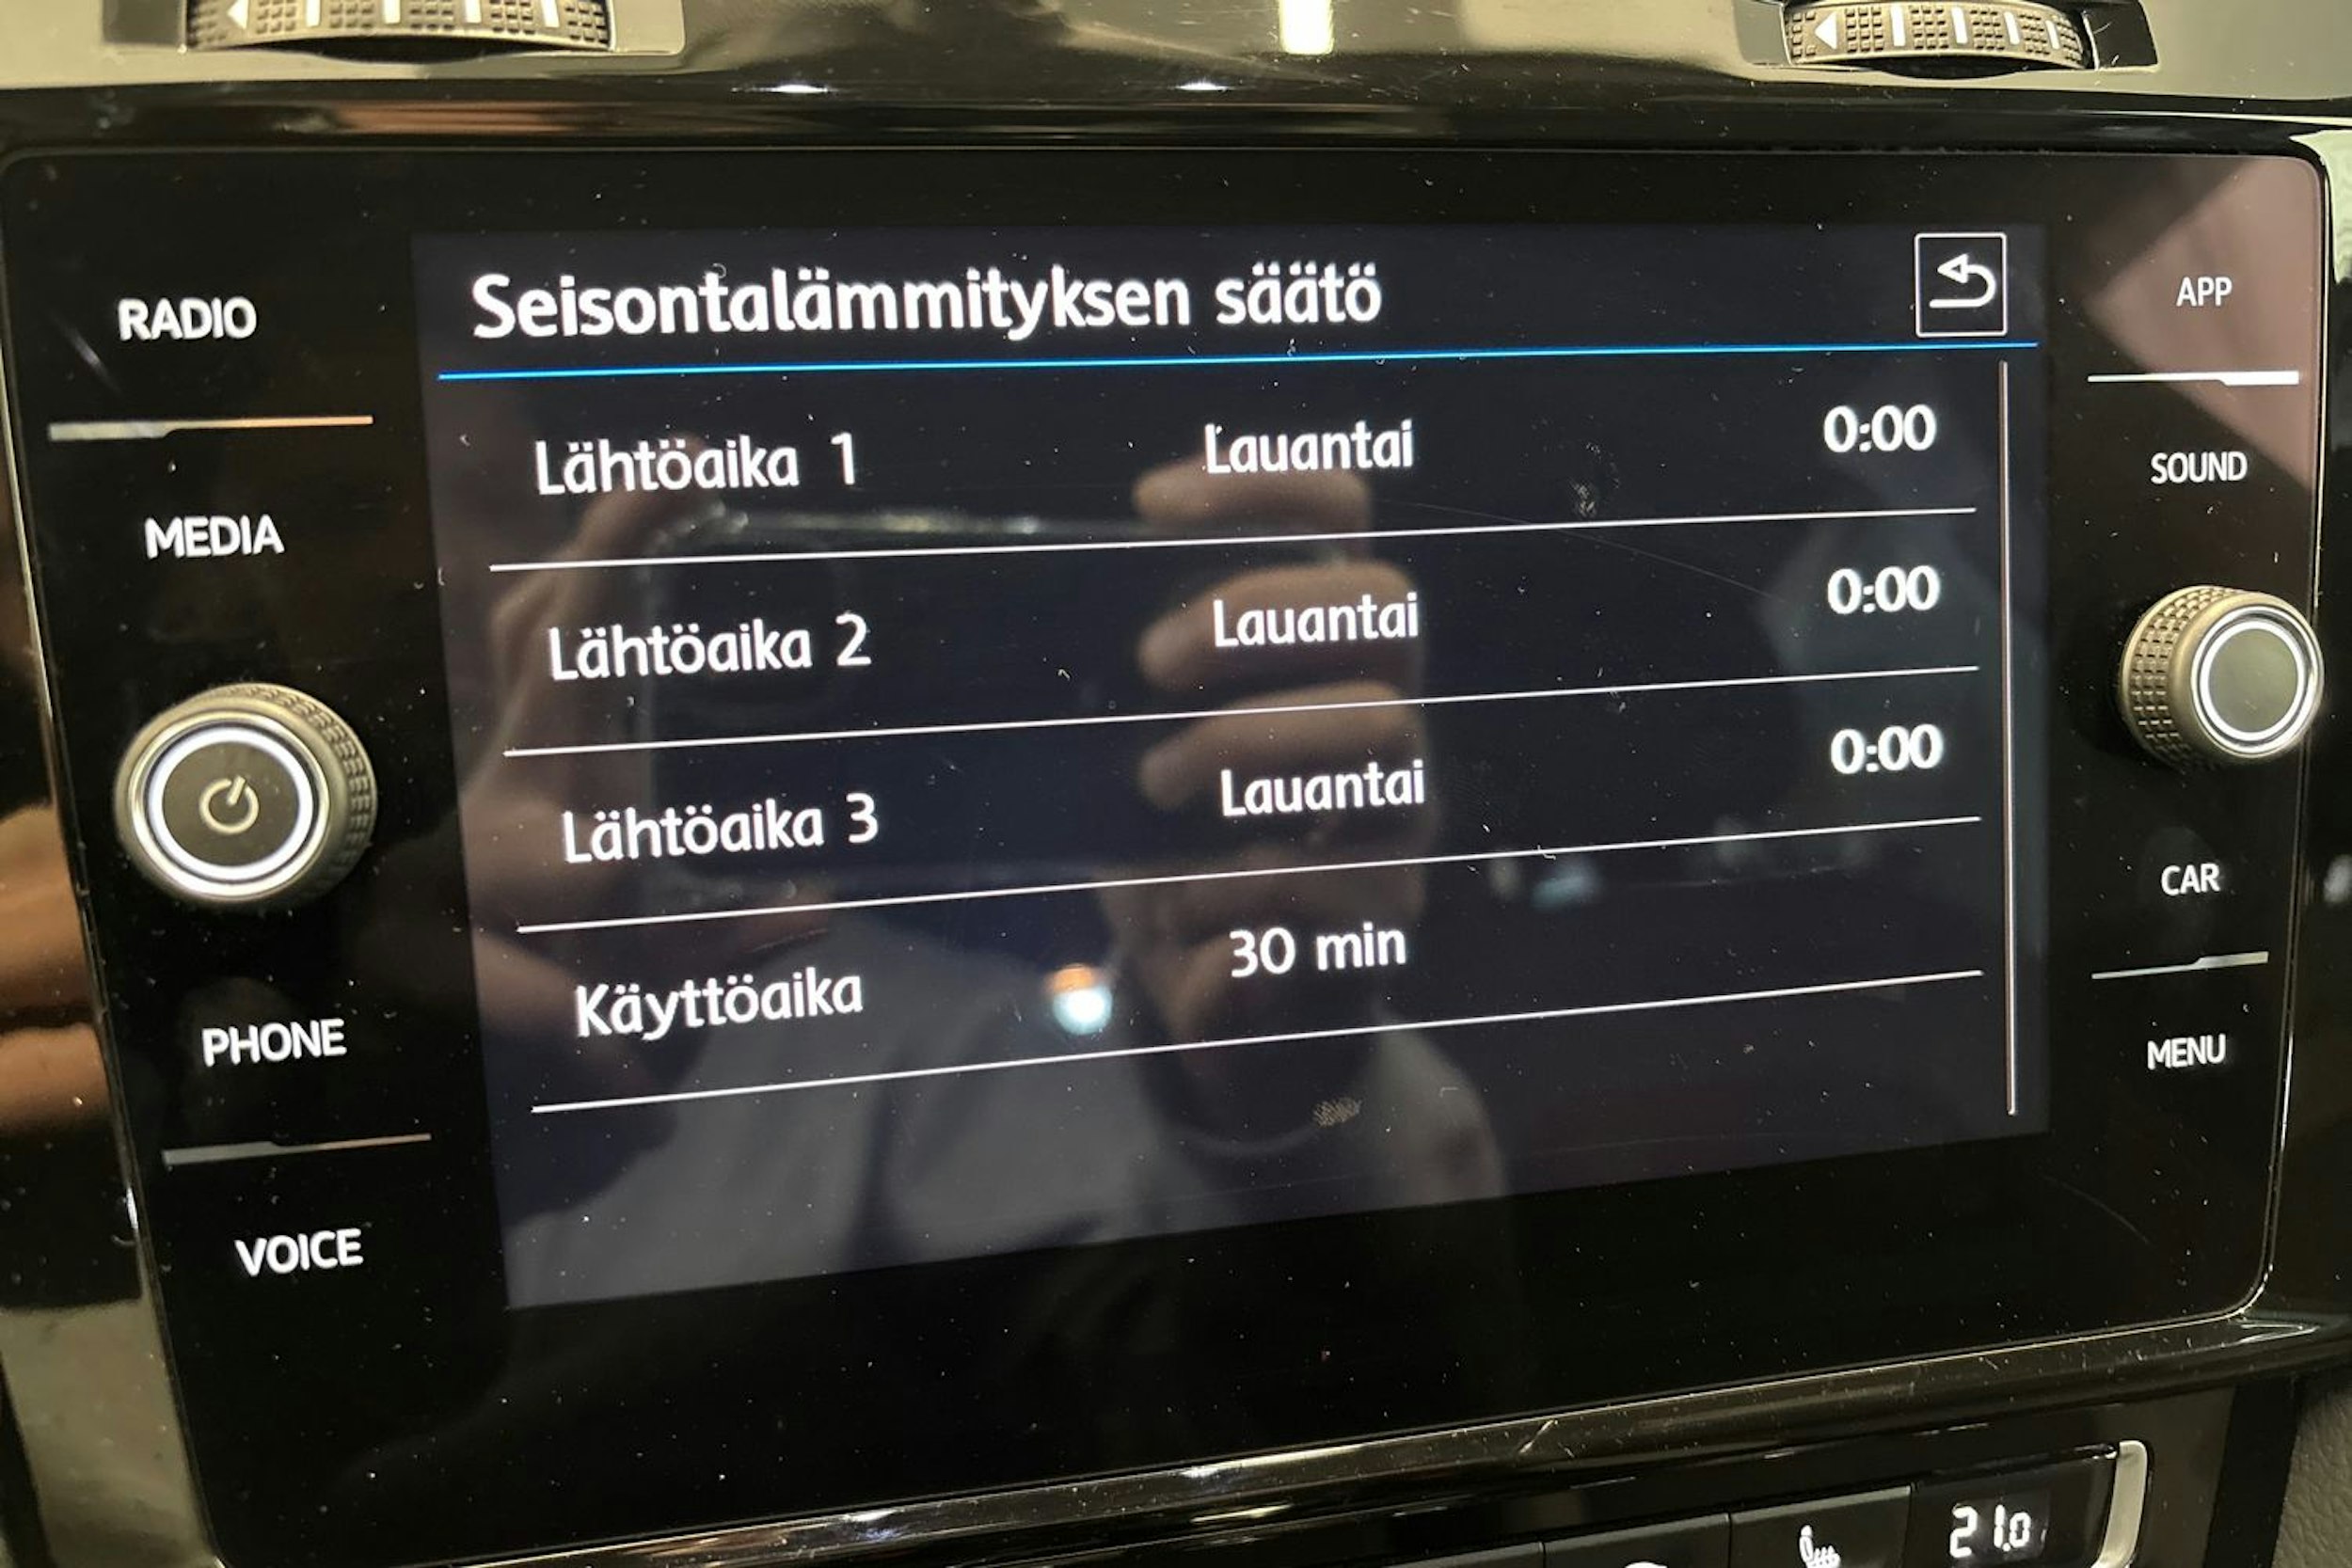 Seisontalämmityksen säätö
Lähtöaika 1 Lauantai 0:00
Lähtöaika 2 Lauantai 0:00
Lähtöaika 3 Lauantai 0:00
Käyttöaika 30 min
RADIO
MEDIA
PHONE
VOICE
APP
SOUND
CAR
MENU
21.0